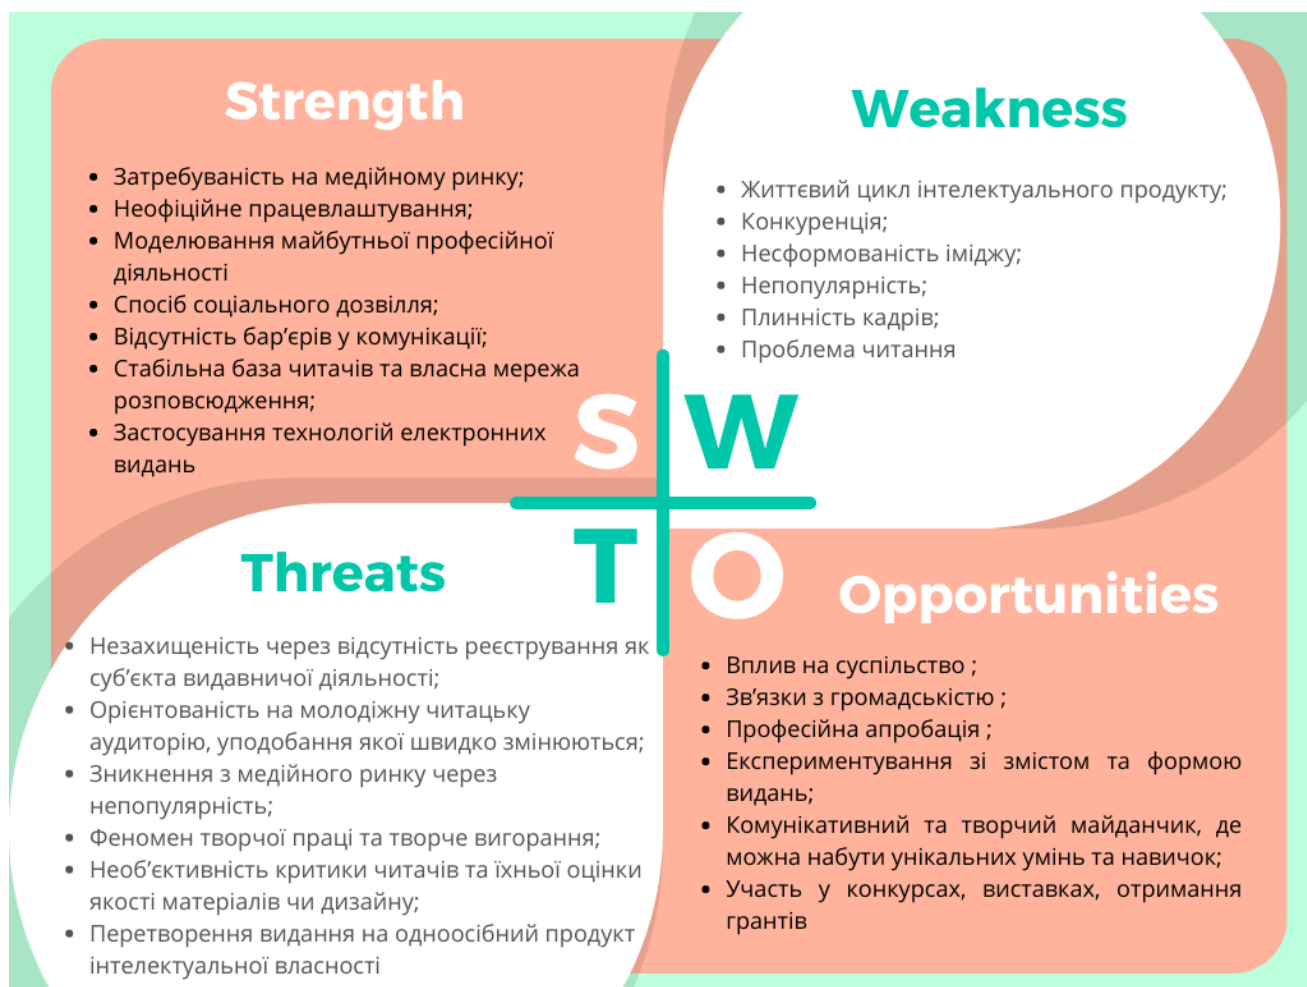 Strength
• Затребуваність на медійному ринку;
• Неофіційне працевлаштування;
• Моделювання майбутньої професійної
діяльності
• Спосіб соціального дозвілля;
• Відсутність бар’єрів у комунікації;
• Стабільна база читачів та власна мережа
розповсюдження;
• Застосування технологій електронних
видань
Weakness
• Життєвий цикл інтелектуального продукту;
• Конкуренція;
• Несформованість іміджу;
• Непопулярність;
• Плинність кадрів;
• Проблема читання
S W
T O
Threats
• Незахищеність через відсутність реєстрування як
суб’єкта видавничої діяльності;
• Орієнтованість на молодіжну читацьку
аудиторію, уподобання якої швидко змінюються;
• Зникнення з медійного ринку через
непопулярність;
• Феномен творчої праці та творче вигорання;
• Необ’єктивність критики читачів та їхньої оцінки
якості матеріалів чи дизайну;
• Перетворення видання на одноосібний продукт
інтелектуальної власності
Opportunities
• Вплив на суспільство ;
• Зв’язки з громадськістю ;
• Професійна апробація ;
• Експериментування зі змістом та формою
видань;
• Комунікативний та творчий майданчик, де
можна набути унікальних умінь та навичок;
• Участь у конкурсах, виставках, отримання
грантів